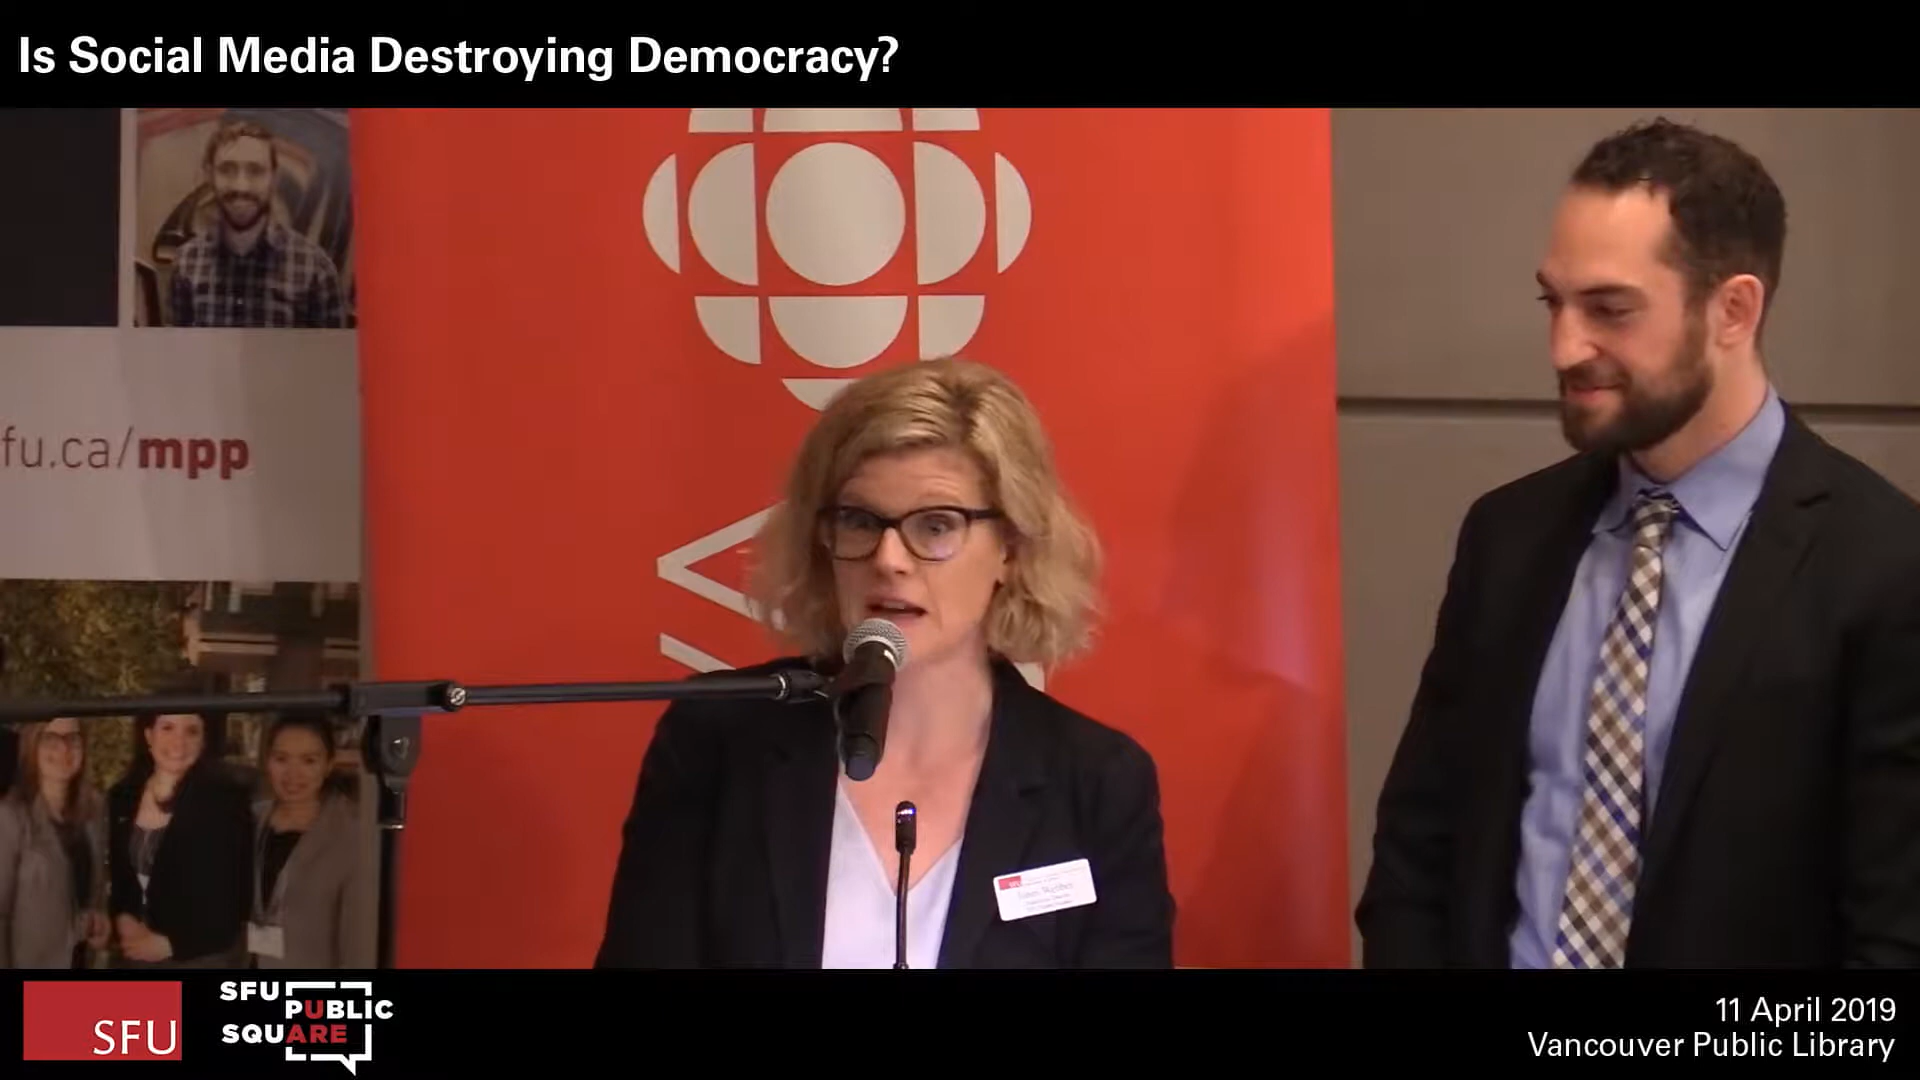 Is Social Media Destroying Democracy?
fu.ca/mpp
SFU
SFU
PUBLIC
SQUARE
11 April 2019
Vancouver Public Library